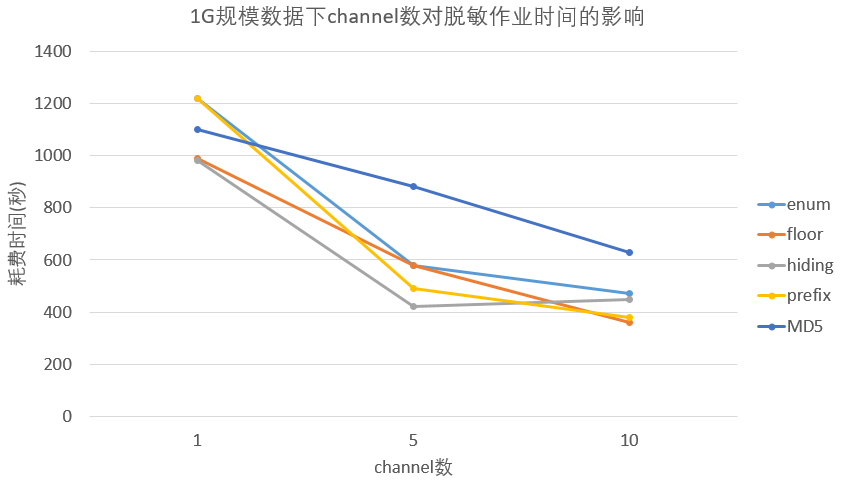 1G规模数据下channel数对脱敏作业时间的影响
1400
1200
1000
800
600
400
200
0
耗费时间(秒)
1
5
10
channel数
enum
floor
hiding
prefix
MD5